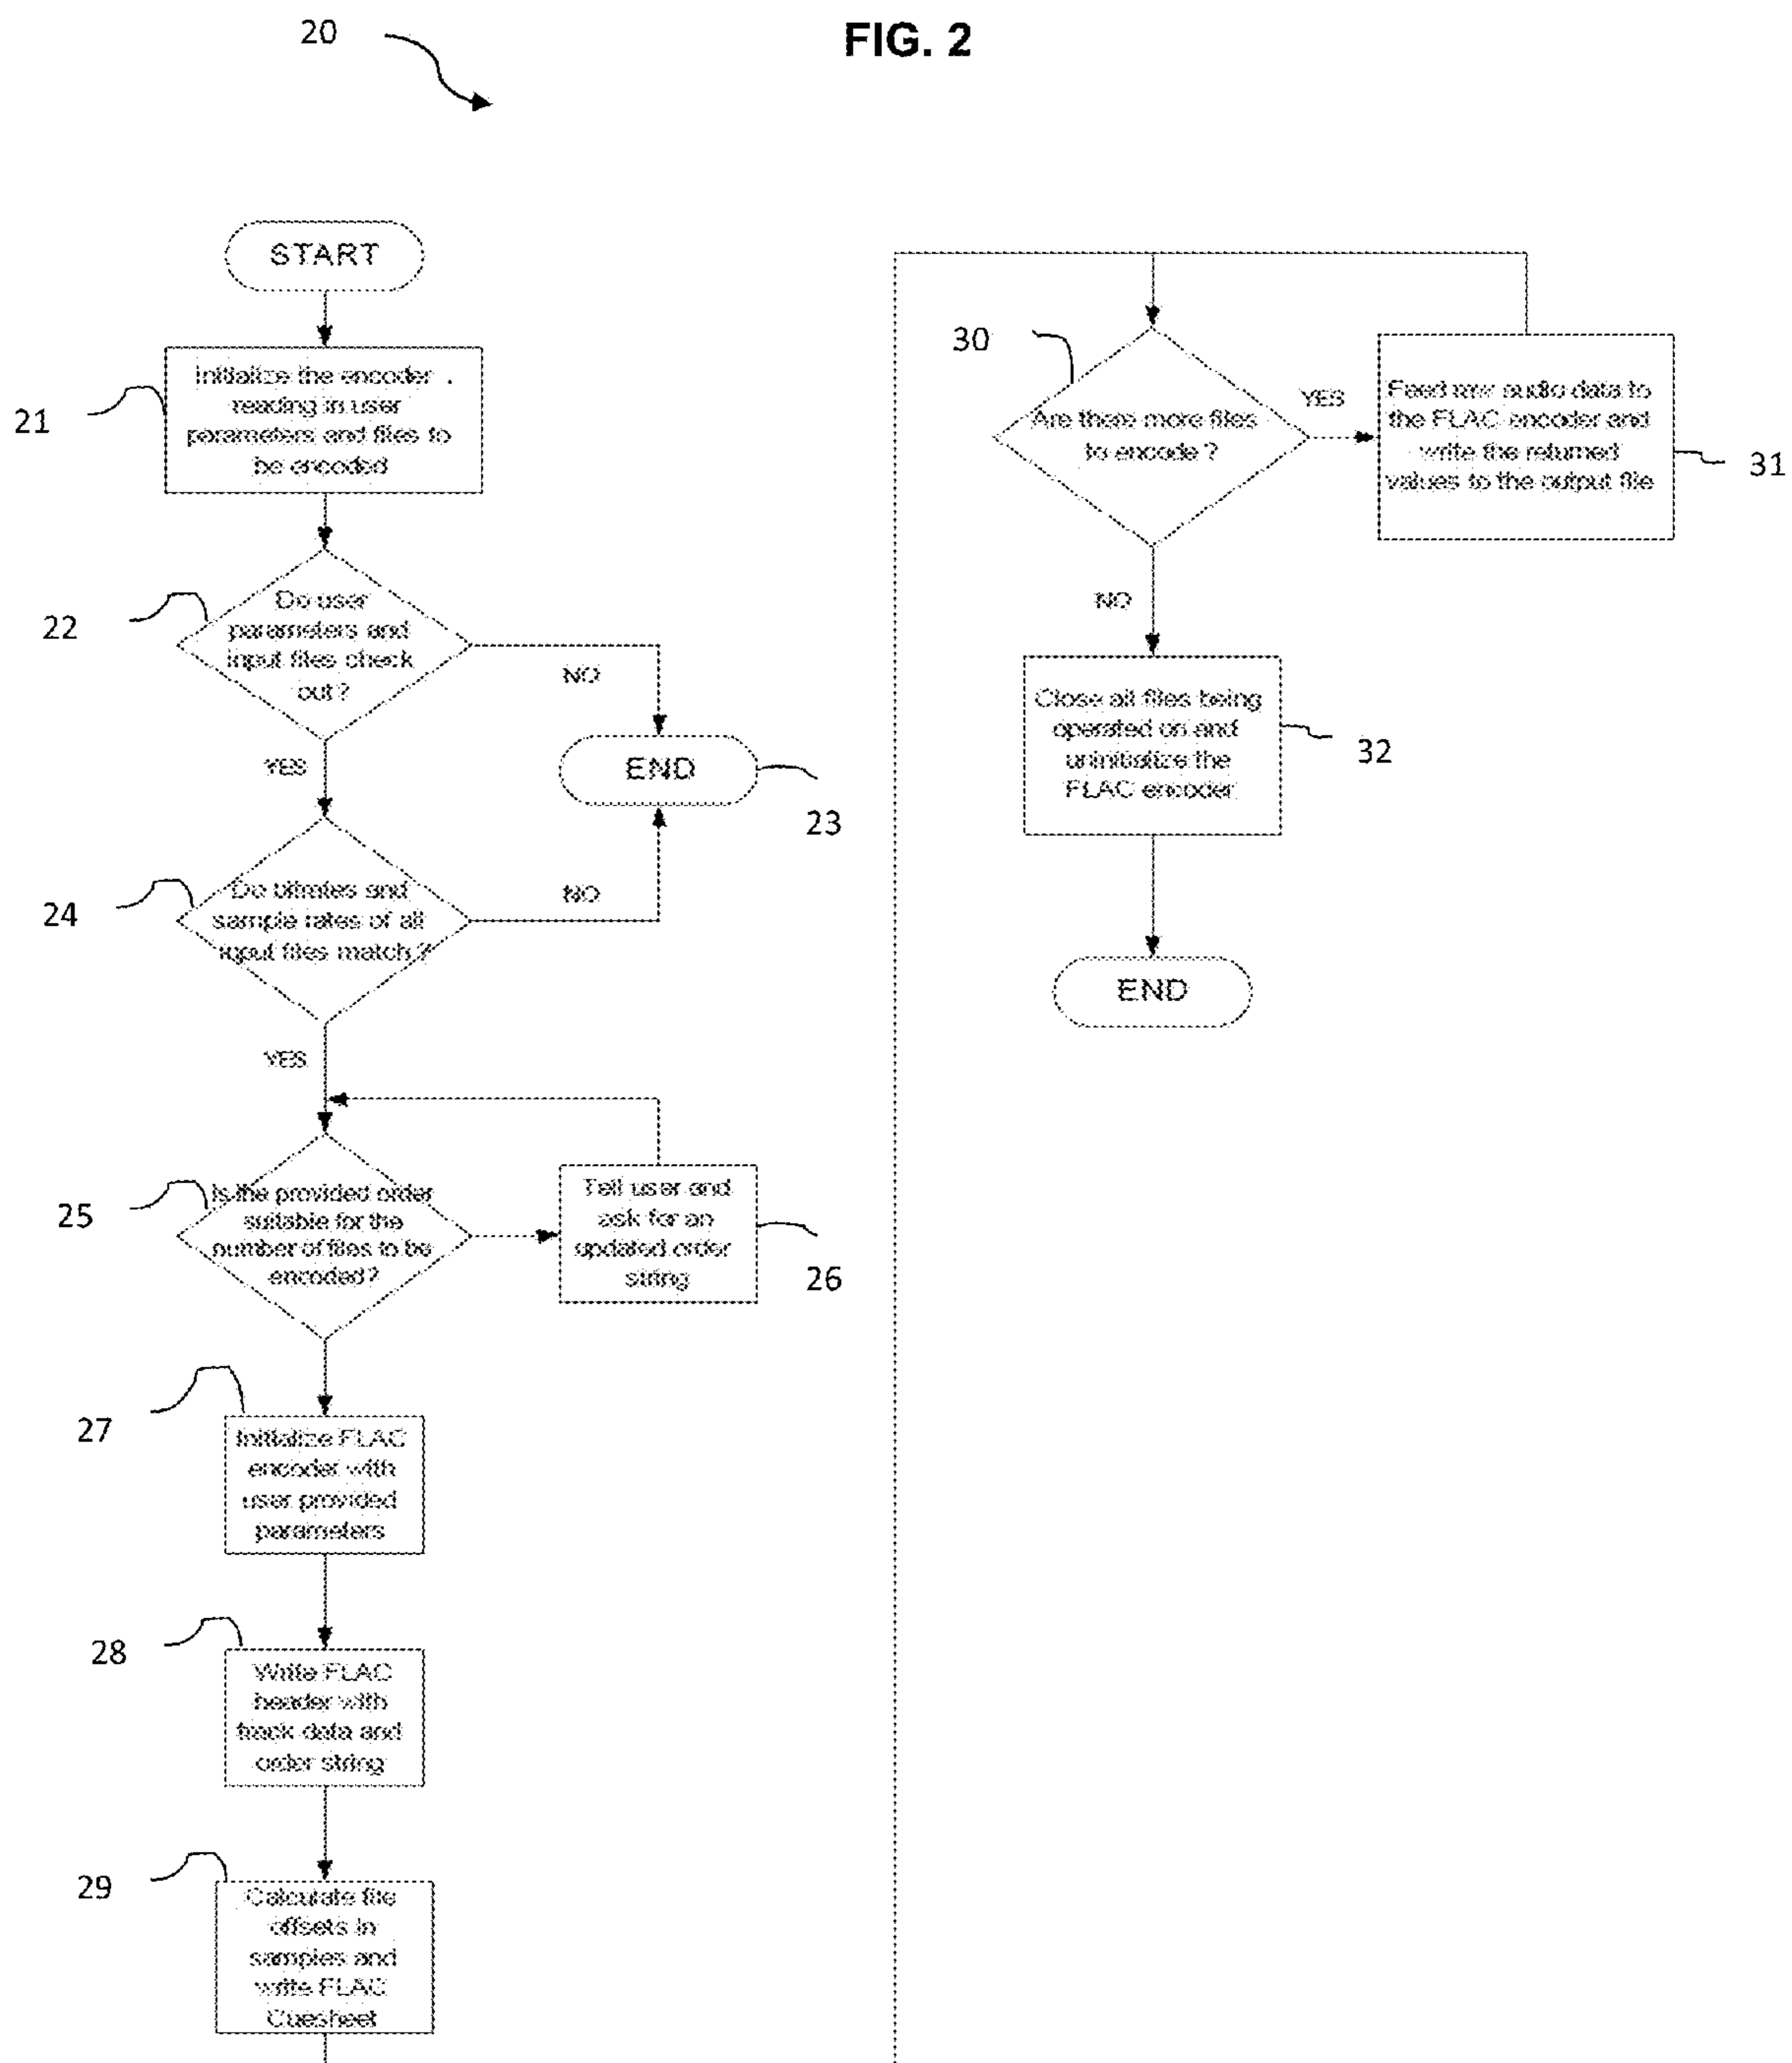 20
FIG. 2
START
21
Initialize the encoder .
reading in user
parameters and files to
be encoded
22
Do user
parameters and
input files check
out?
NO
YES
END
23
24
Do bitrates and
sample rates of all
input files match?
NO
YES
25
Is the provided order
suitable for the
number of files to be
encoded?
Tell user and
ask for an
updated order
string
26
27
Initialize FLAC
encoder with
user provided
parameters
28
Write FLAC
header with
track data and
order string
29
Calculate file
offsets in
samples and
write FLAC
Cuesheet
30
Are there more files
to encode?
YES
Feed raw audio data to
the FLAC encoder and
write the returned
values to the output file
31
NO
Close all files being
operated on and
uninitialize the
FLAC encoder
32
END